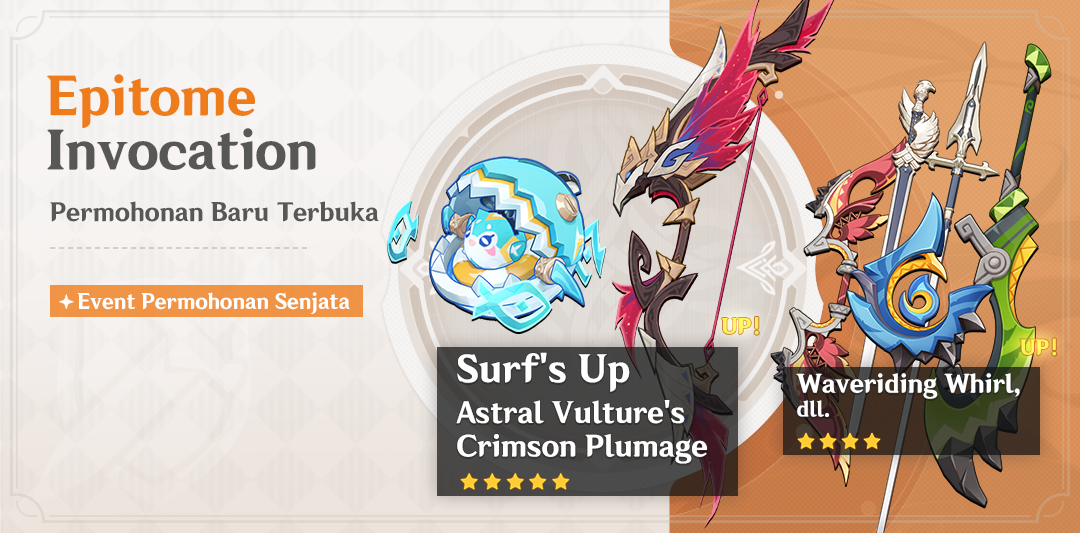 Epitome
Invocation
Permohonan Baru Terbuka
Event Permohonan Senjata
UP!
Surf's Up
Astral Vulture's
Crimson Plumage
UP!
Waveriding Whirl,
dll.